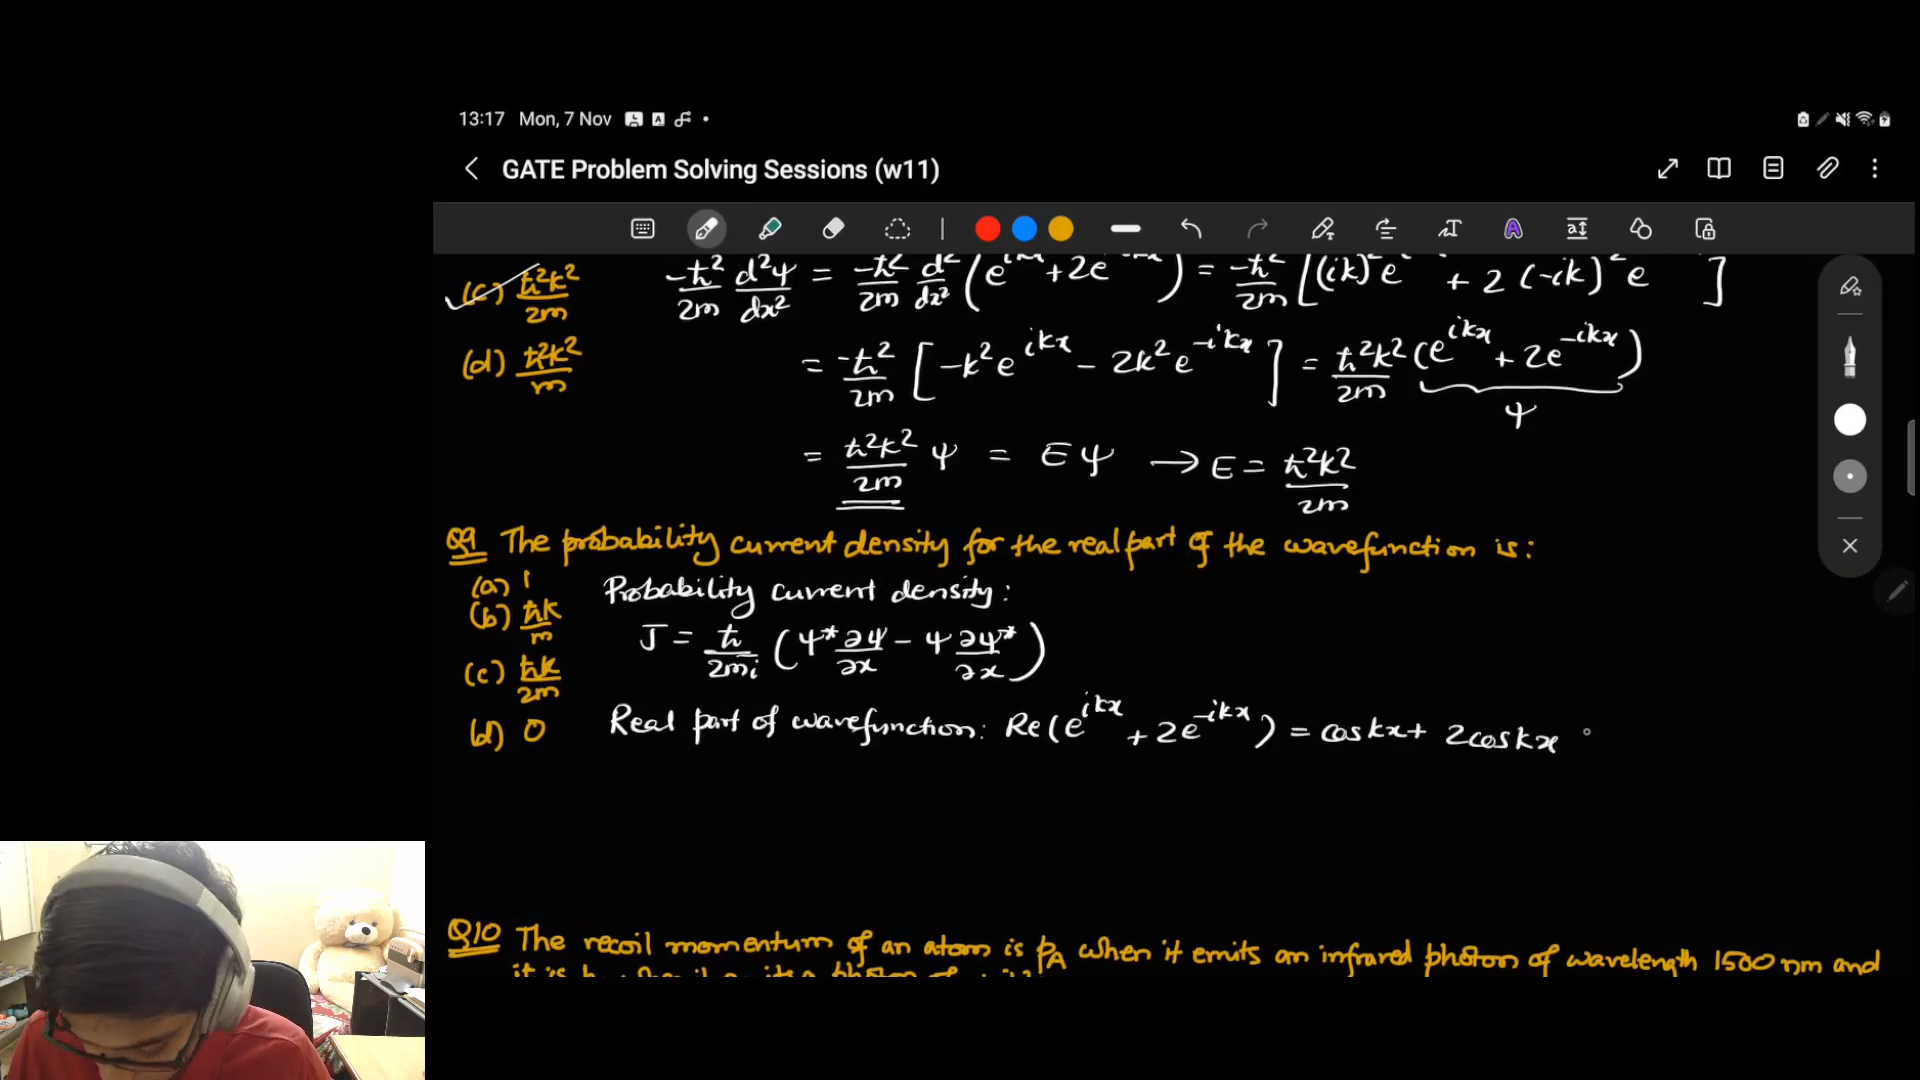 13:17 Mon, 7 Nov
GATE Problem Solving Sessions (w11)
(c) ħ²k²/2m
-ħ²/2m d²ψ/dx² = -ħ²/2m d²/dx² (e + 2e ) = -ħ²/2m [(ik)²e + 2(-ik)²e ]
(d) ħ²k²/m
= -ħ²/2m [-k²e^{ikx} - 2k²e^{-ikx}] = ħ²k²/2m (e^{ikx} + 2e^{-ikx})
ψ
= ħ²k²/2m ψ = Eψ → E = ħ²k²/2m
Q9 The probability current density for the real part of the wavefunction is:
(a) 1
Probability current density:
(b) ħk/m
J = ħ/2mi (ψ* ∂ψ/∂x - ψ ∂ψ*/∂x)
(c) ħk/2m
(d) 0
Real part of wavefunction: Re(e^{ikx} + 2e^{-ikx}) = cos kx + 2cos kx
Q10 The recoil momentum of an atom is PA when it emits an infrared photon of wavelength 1500 nm and